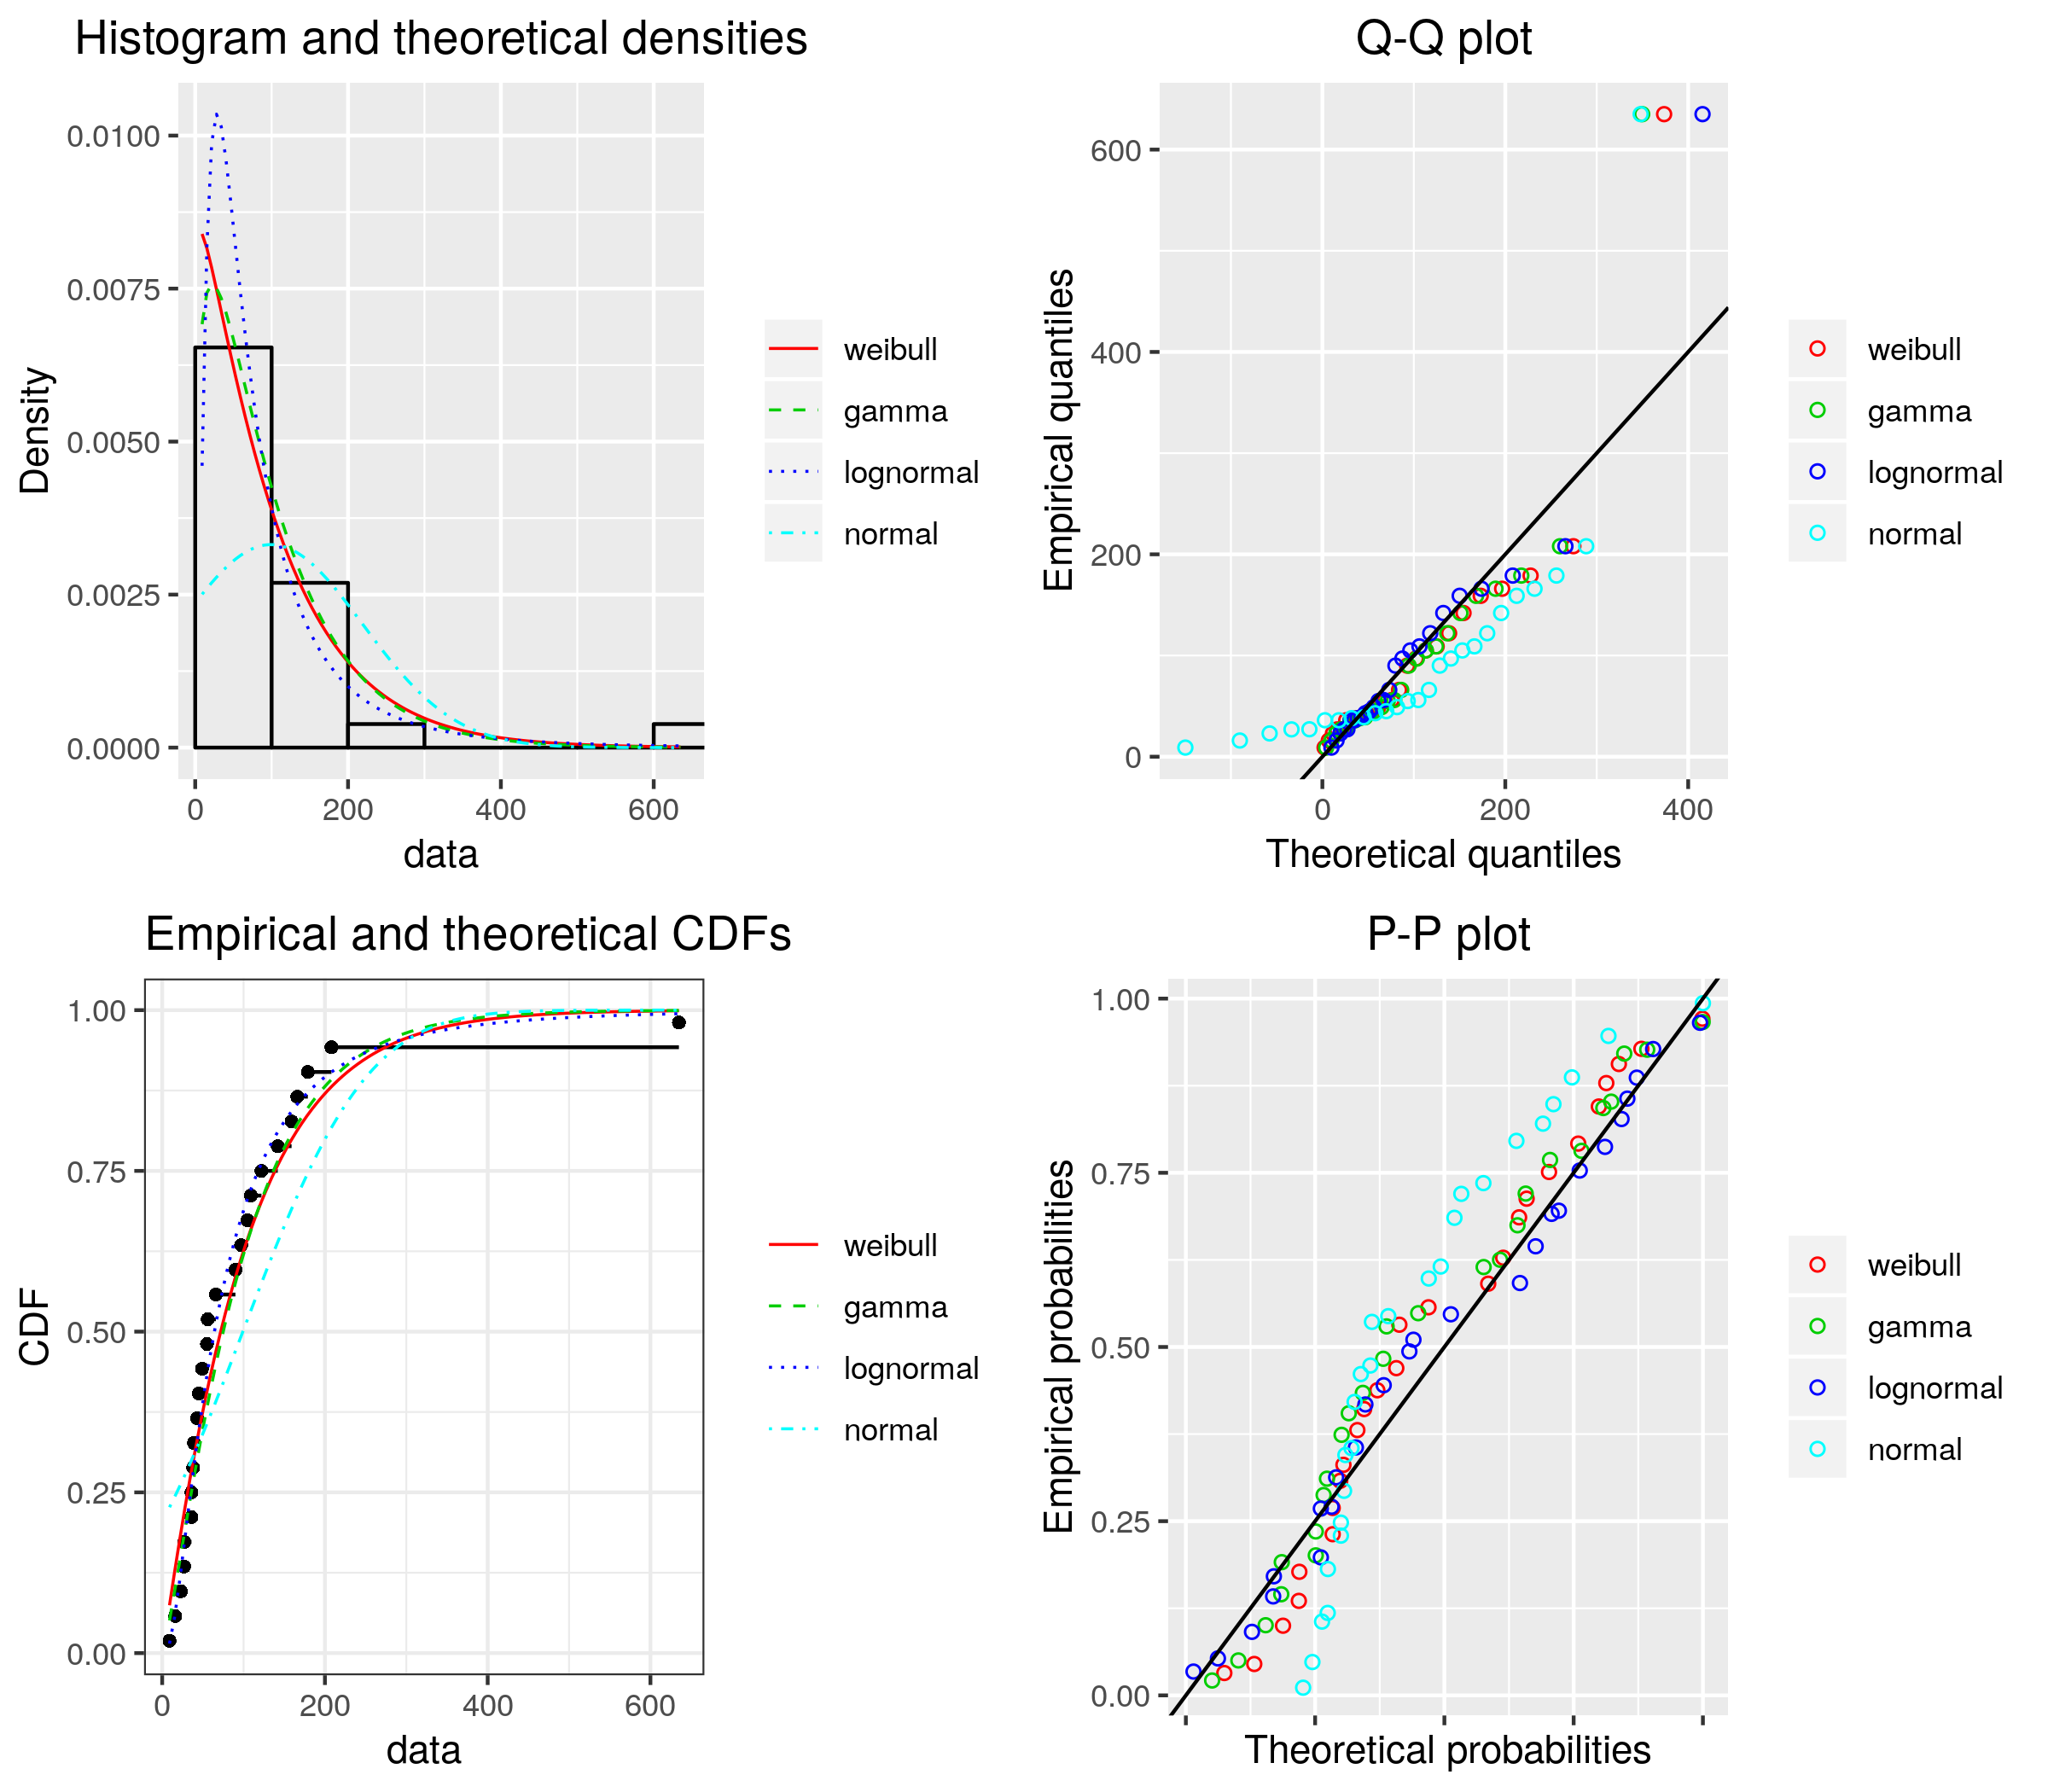 Histogram and theoretical densities
0.0100
0.0075
0.0050
0.0025
0.0000
Density
0 200 400 600
data
weibull
gamma
lognormal
normal
Q-Q plot
600
400
200
0
Empirical quantiles
0 200 400
Theoretical quantiles
weibull
gamma
lognormal
normal
Empirical and theoretical CDFs
1.00
0.75
0.50
0.25
0.00
CDF
0 200 400 600
data
weibull
gamma
lognormal
normal
P-P plot
1.00
0.75
0.50
0.25
0.00
Empirical probabilities
Theoretical probabilities
weibull
gamma
lognormal
normal